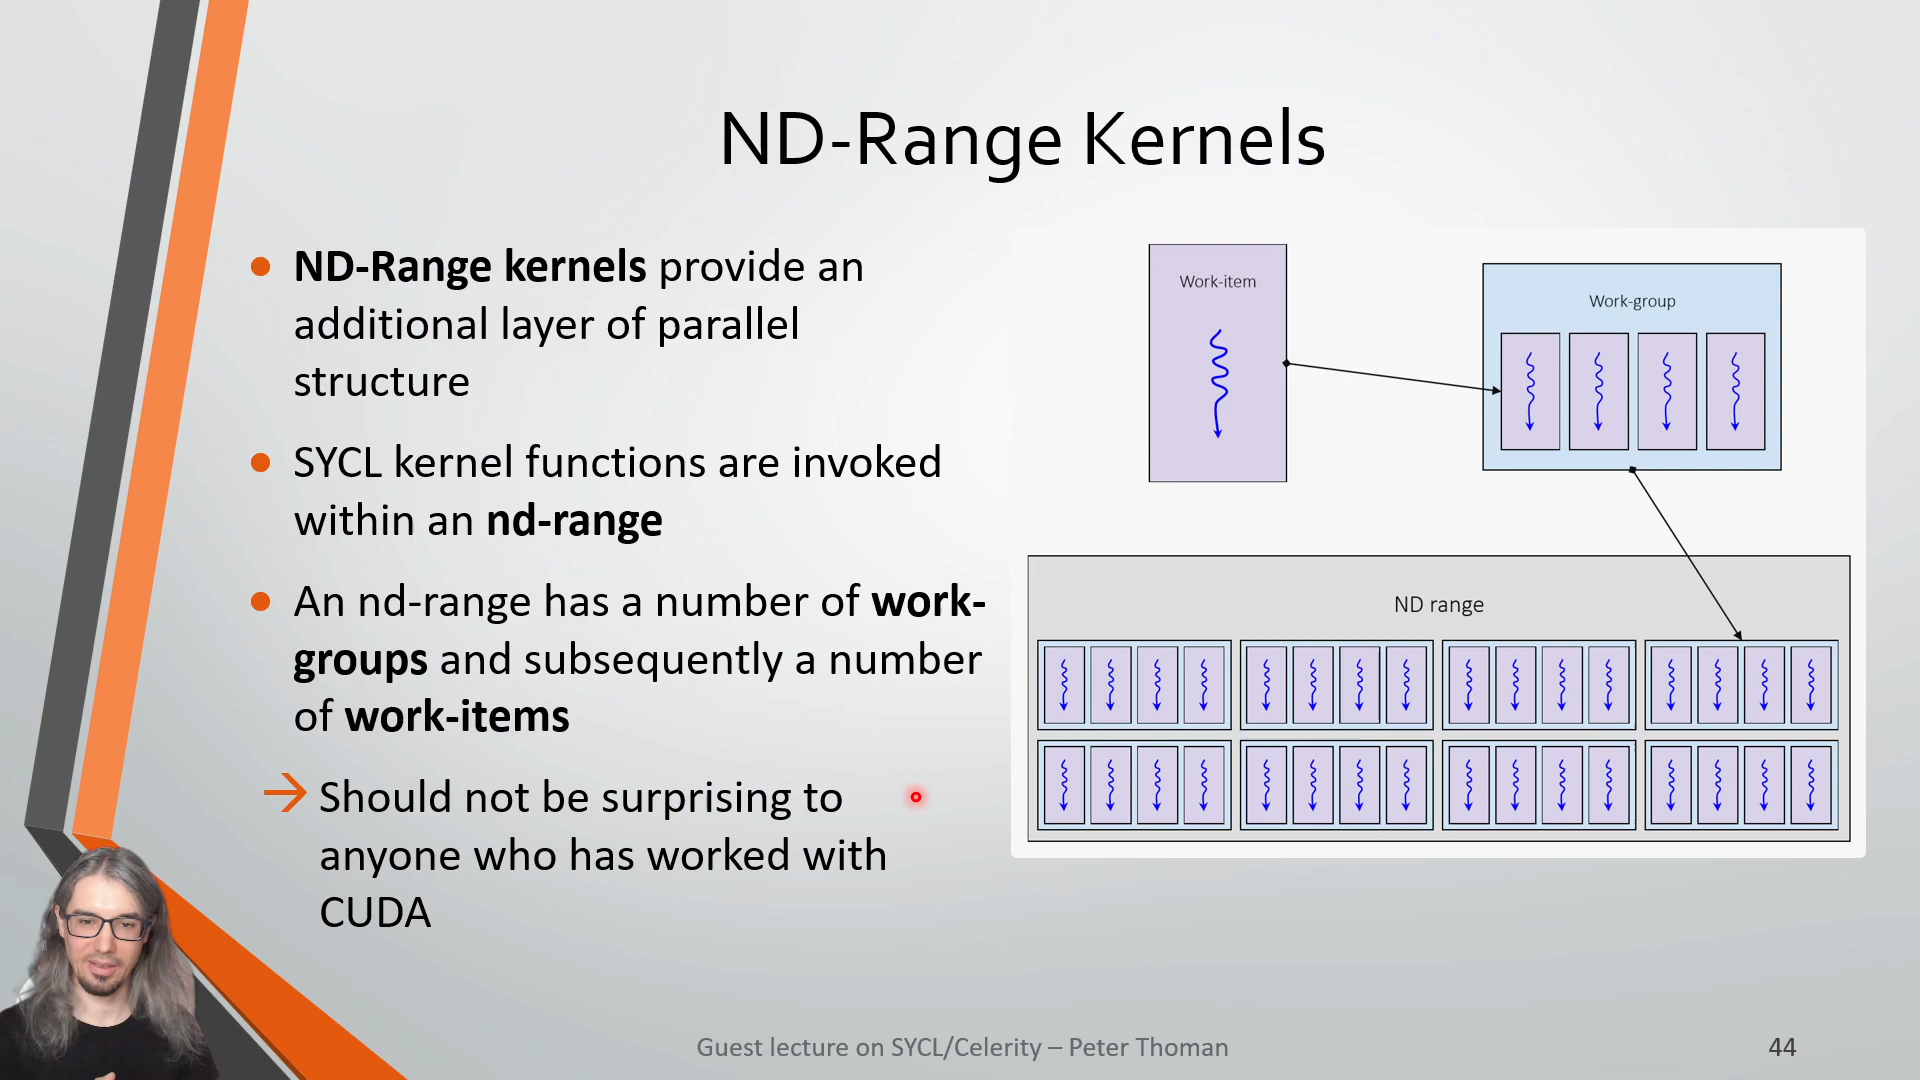 ND-Range Kernels
ND-Range kernels provide an
additional layer of parallel
structure
SYCL kernel functions are invoked
within an nd-range
An nd-range has a number of work-
groups and subsequently a number
of work-items
Should not be surprising to
anyone who has worked with
CUDA
Work-item
Work-group
ND range
Guest lecture on SYCL/Celerity – Peter Thoman
44